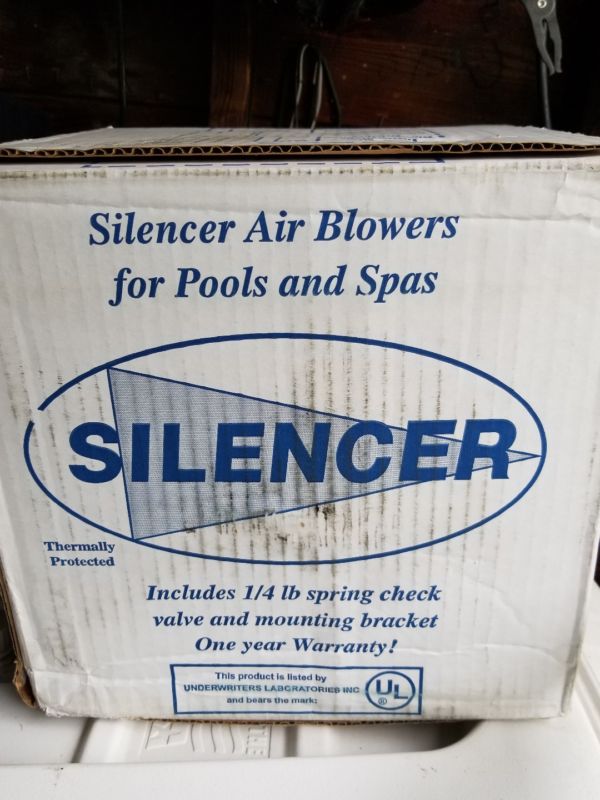 Silencer Air Blowers
for Pools and Spas
SILENCER
Thermally
Protected
Includes 1/4 lb spring check
valve and mounting bracket
One year Warranty!
This product is listed by
UNDERWRITERS LABORATORIES INC
and bears the mark:
UL
®
THE